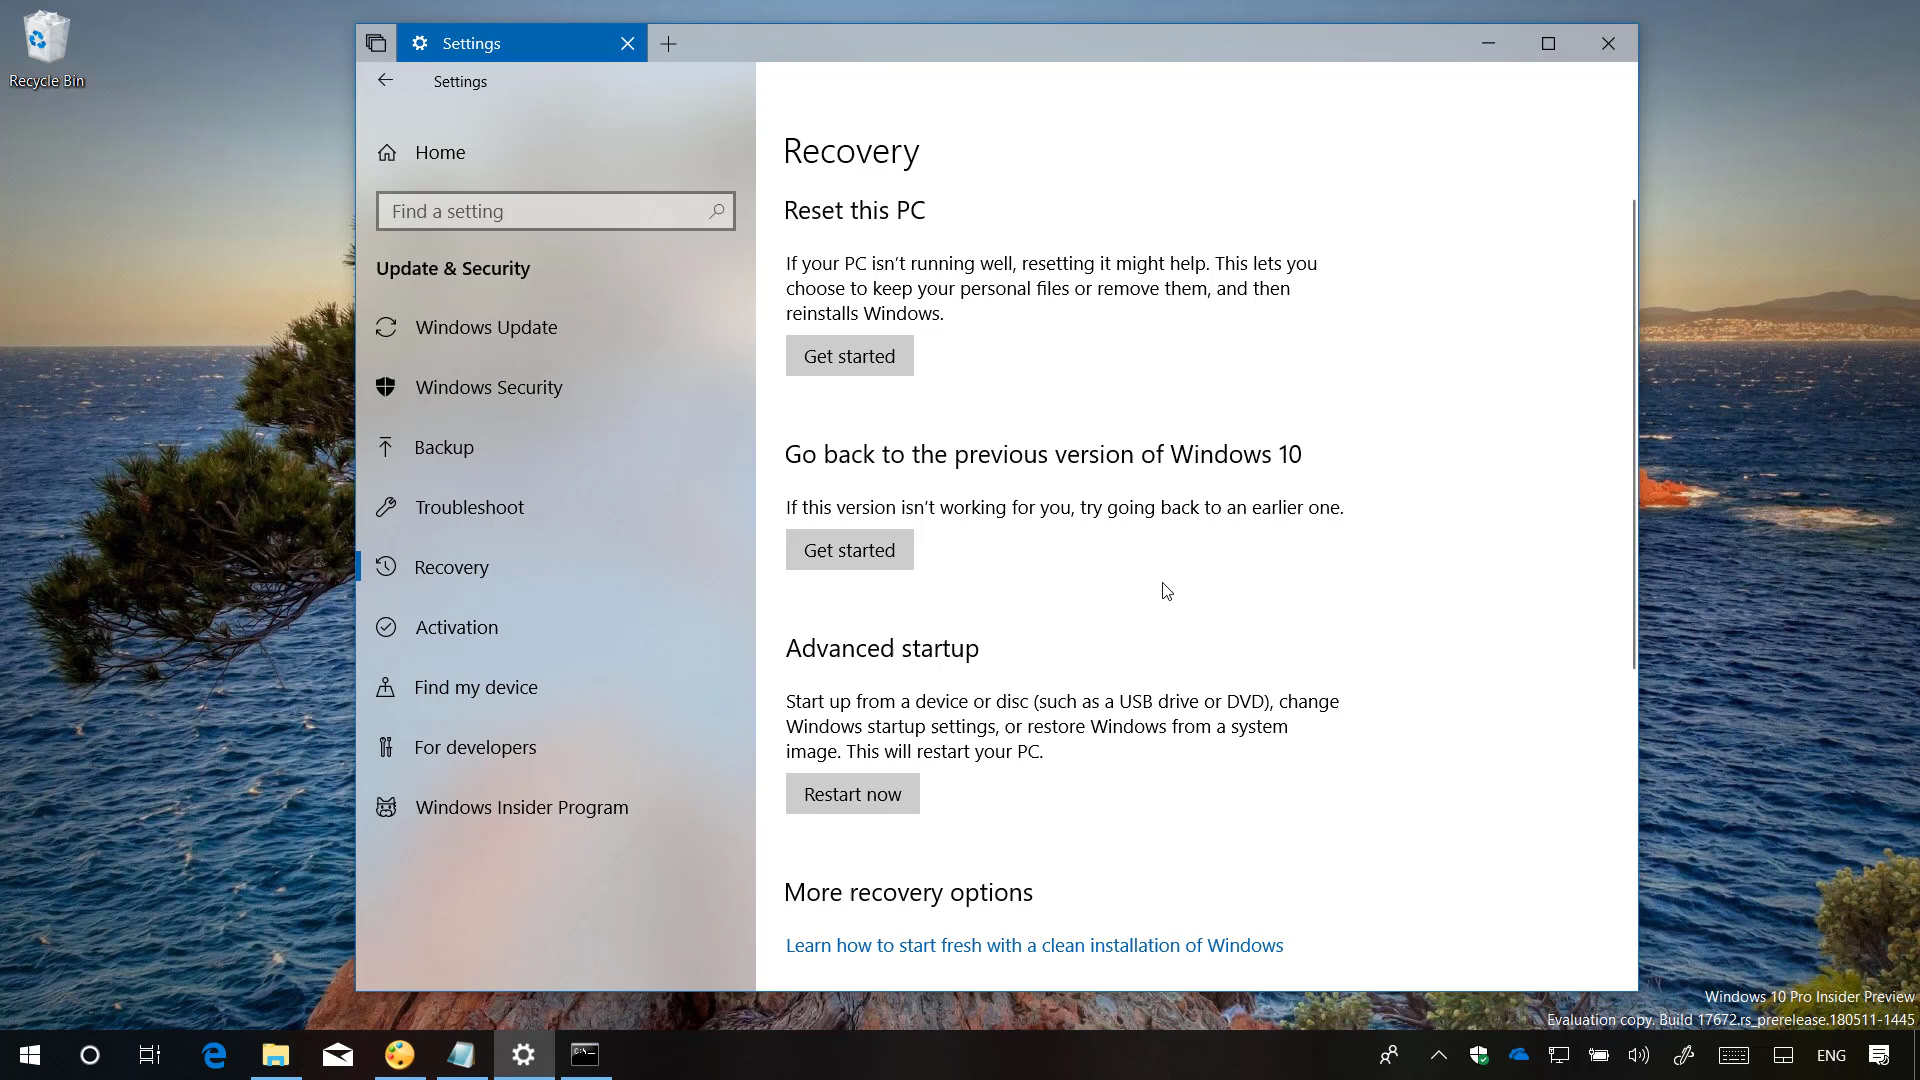 Recycle Bin
Settings
Settings
Home
Find a setting
Update & Security
Windows Update
Windows Security
Backup
Troubleshoot
Recovery
Activation
Find my device
For developers
Windows Insider Program
Recovery
Reset this PC
If your PC isn't running well, resetting it might help. This lets you
choose to keep your personal files or remove them, and then
reinstalls Windows.
Get started
Go back to the previous version of Windows 10
If this version isn't working for you, try going back to an earlier one.
Get started
Advanced startup
Start up from a device or disc (such as a USB drive or DVD), change
Windows startup settings, or restore Windows from a system
image. This will restart your PC.
Restart now
More recovery options
Learn how to start fresh with a clean installation of Windows
Windows 10 Pro Insider Preview
Evaluation copy. Build 17672.rs_prerelease.180511-1445
ENG